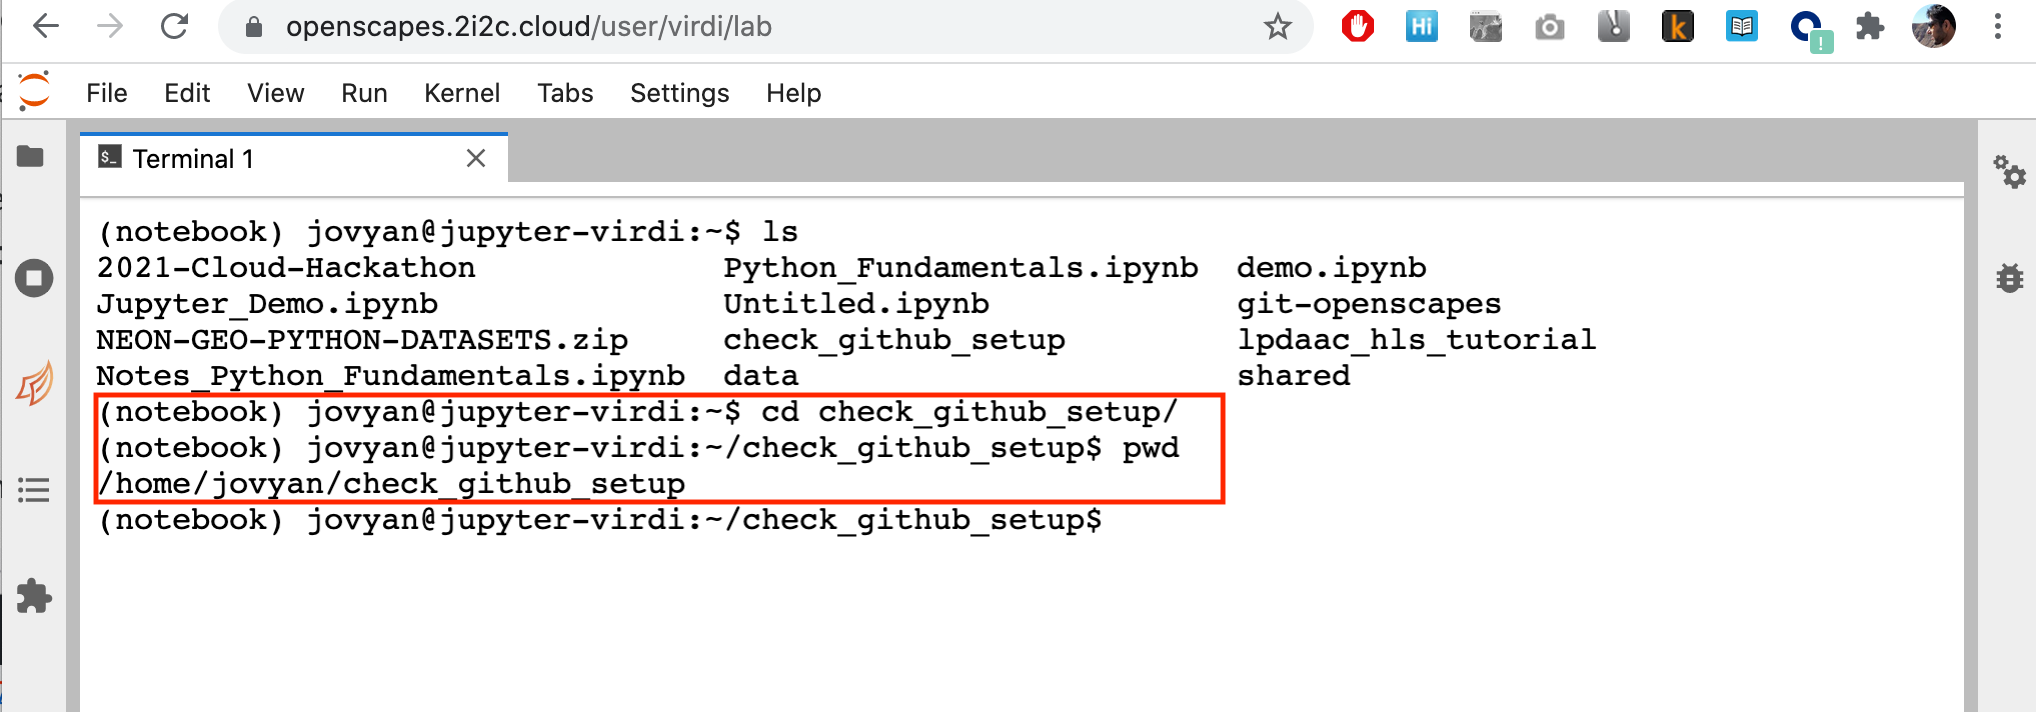 openscapes.2i2c.cloud/user/virdi/lab
Hi
k
!
File Edit View Run Kernel Tabs Settings Help
$_ Terminal 1
(notebook) jovyan@jupyter-virdi:~$ ls
2021-Cloud-Hackathon Python_Fundamentals.ipynb demo.ipynb
Jupyter_Demo.ipynb Untitled.ipynb git-openscapes
NEON-GEO-PYTHON-DATASETS.zip check_github_setup lpdaac_hls_tutorial
Notes_Python_Fundamentals.ipynb data shared
(notebook) jovyan@jupyter-virdi:~$ cd check_github_setup/
(notebook) jovyan@jupyter-virdi:~/check_github_setup$ pwd
/home/jovyan/check_github_setup
(notebook) jovyan@jupyter-virdi:~/check_github_setup$